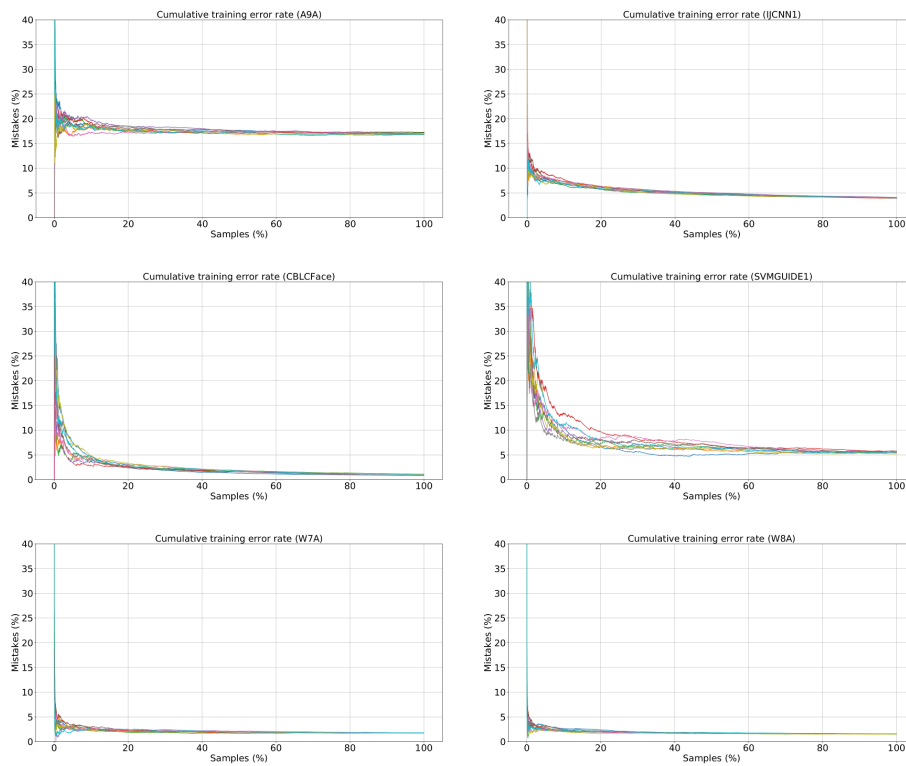 Cumulative training error rate (A9A)
40
35
30
25
20
15
10
5
0
Mistakes (%)
0 20 40 60 80 100
Samples (%)
Cumulative training error rate (IJCNN1)
40
35
30
25
20
15
10
5
0
Mistakes (%)
0 20 40 60 80 100
Samples (%)
Cumulative training error rate (CBLCFace)
40
35
30
25
20
15
10
5
0
Mistakes (%)
0 20 40 60 80 100
Samples (%)
Cumulative training error rate (SVMGUIDE1)
40
35
30
25
20
15
10
5
0
Mistakes (%)
0 20 40 60 80 100
Samples (%)
Cumulative training error rate (W7A)
40
35
30
25
20
15
10
5
0
Mistakes (%)
0 20 40 60 80 100
Samples (%)
Cumulative training error rate (W8A)
40
35
30
25
20
15
10
5
0
Mistakes (%)
0 20 40 60 80 100
Samples (%)